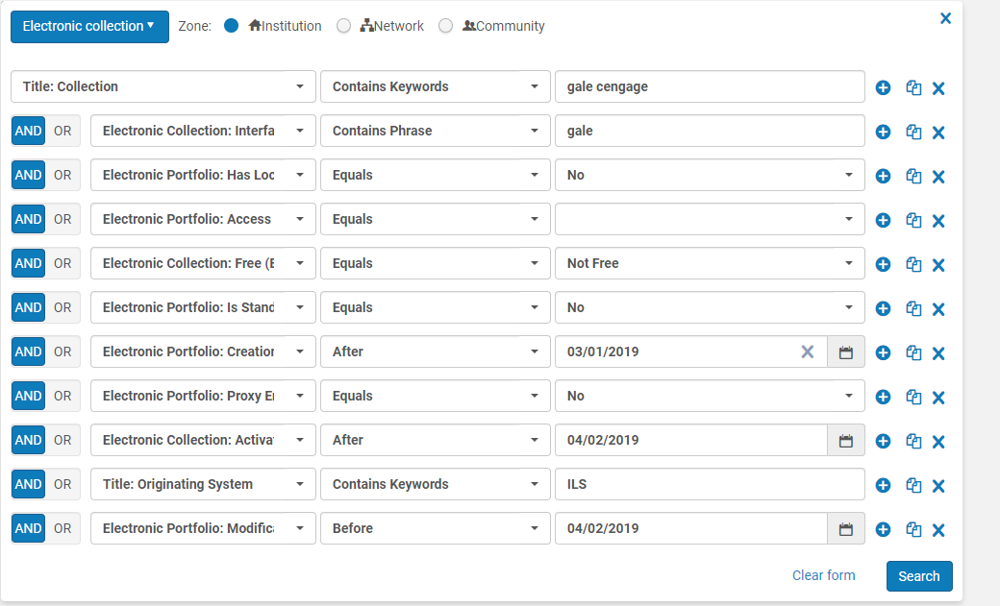 Electronic collection Zone: Institution Network Community
Title: Collection Contains Keywords gale cengage
AND OR Electronic Collection: Interfa Contains Phrase gale
AND OR Electronic Portfolio: Has Loc Equals No
AND OR Electronic Portfolio: Access Equals
AND OR Electronic Collection: Free (E Equals Not Free
AND OR Electronic Portfolio: Is Stand Equals No
AND OR Electronic Portfolio: Creation After 03/01/2019
AND OR Electronic Portfolio: Proxy En Equals No
AND OR Electronic Collection: Activat After 04/02/2019
AND OR Title: Originating System Contains Keywords ILS
AND OR Electronic Portfolio: Modifica Before 04/02/2019
Clear form Search